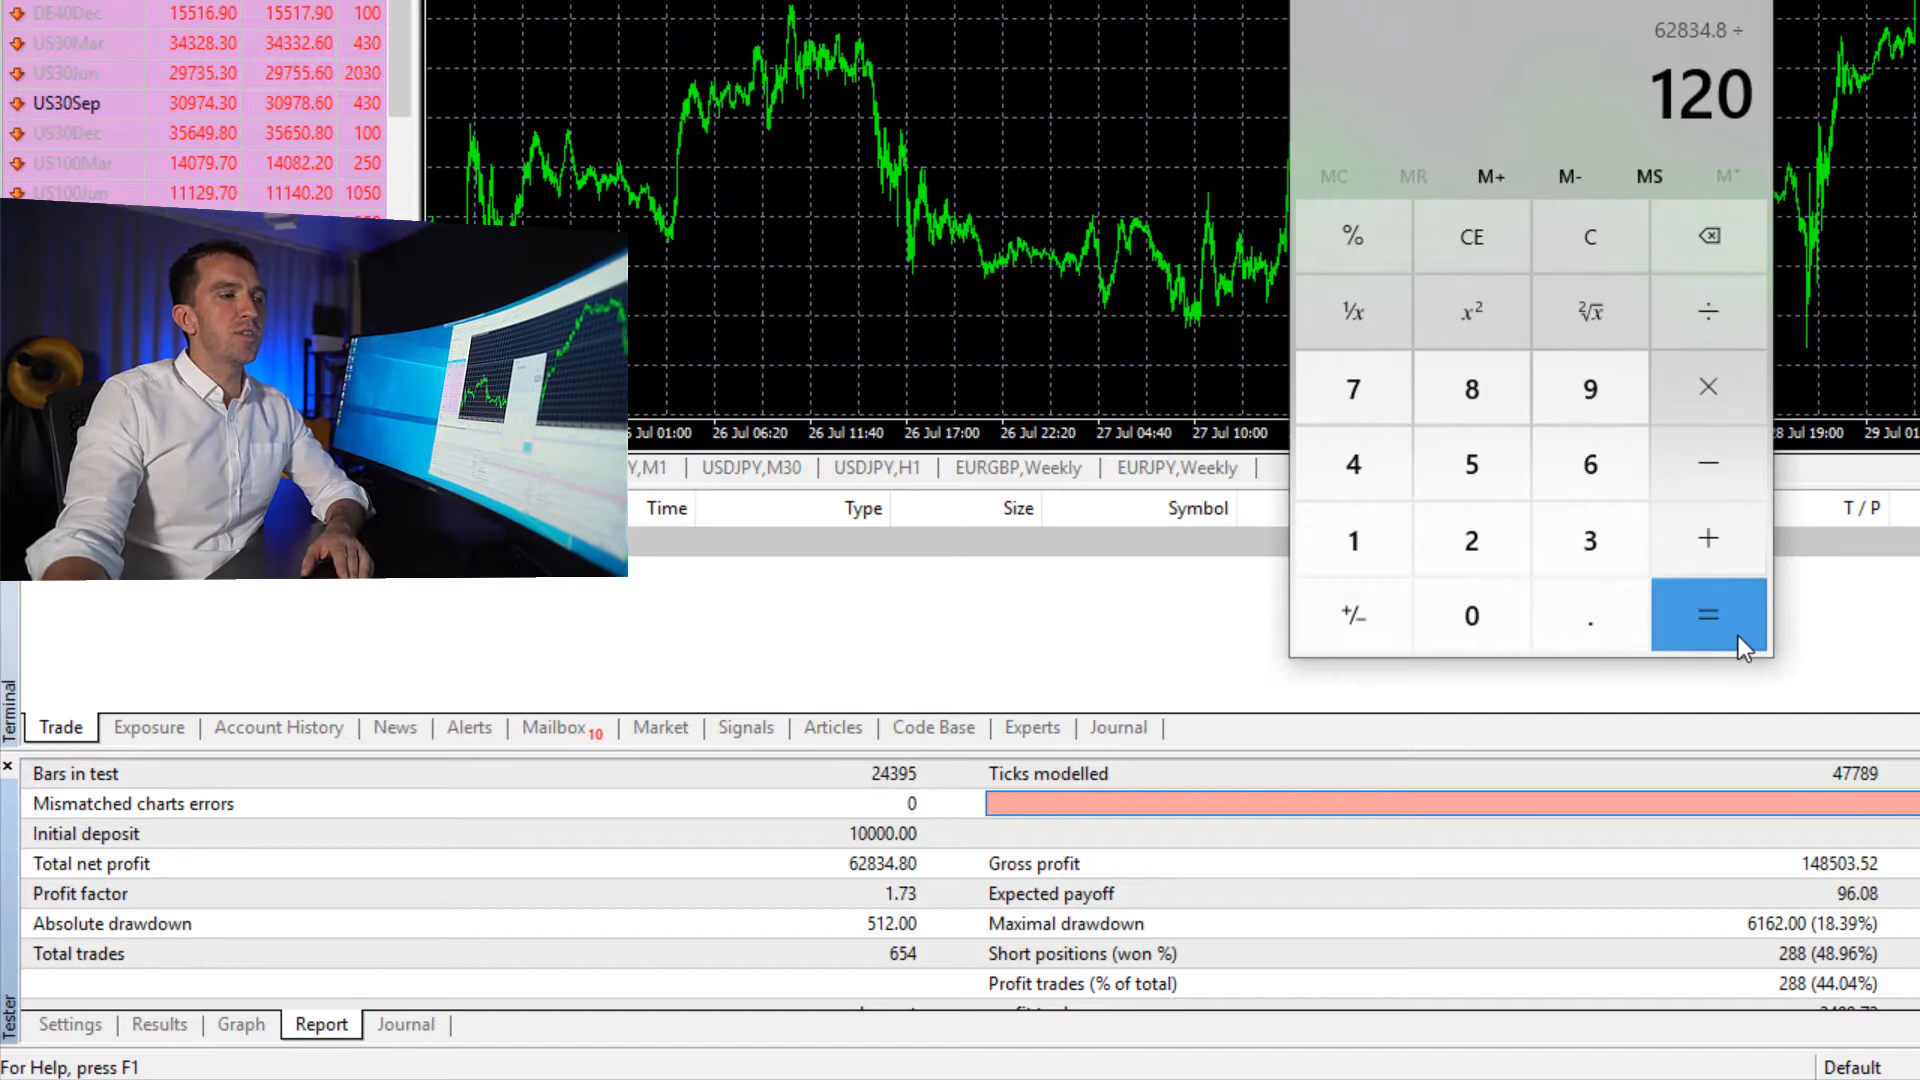 DE40Dec 15516.90 15517.90 100
US30Mar 34328.30 34332.60 430
US30Jun 29735.30 29755.60 2030
US30Sep 30974.30 30978.60 430
US30Dec 35649.80 35650.80 100
US100Mar 14079.70 14082.20 250
US100Jun 11129.70 11140.20 1050
62834.8 ÷
120
MC MR M+ M- MS
% CE C
¹/x x² ²√x ÷
7 8 9 ×
4 5 6 −
1 2 3 +
+/− 0 . =
Jul 01:00 26 Jul 06:20 26 Jul 11:40 26 Jul 17:00 26 Jul 22:20 27 Jul 04:40 27 Jul 10:00 Jul 19:00 29 Jul 01
Y,M1 USDJPY,M30 USDJPY,H1 EURGBP,Weekly EURJPY,Weekly
Time Type Size Symbol T / P
Terminal
Trade Exposure Account History News Alerts Mailbox 10 Market Signals Articles Code Base Experts Journal
Bars in test 24395 Ticks modelled 47789
Mismatched charts errors 0
Initial deposit 10000.00
Total net profit 62834.80 Gross profit 148503.52
Profit factor 1.73 Expected payoff 96.08
Absolute drawdown 512.00 Maximal drawdown 6162.00 (18.39%)
Total trades 654 Short positions (won %) 288 (48.96%)
Profit trades (% of total) 288 (44.04%)
Tester
Settings Results Graph Report Journal
For Help, press F1 Default